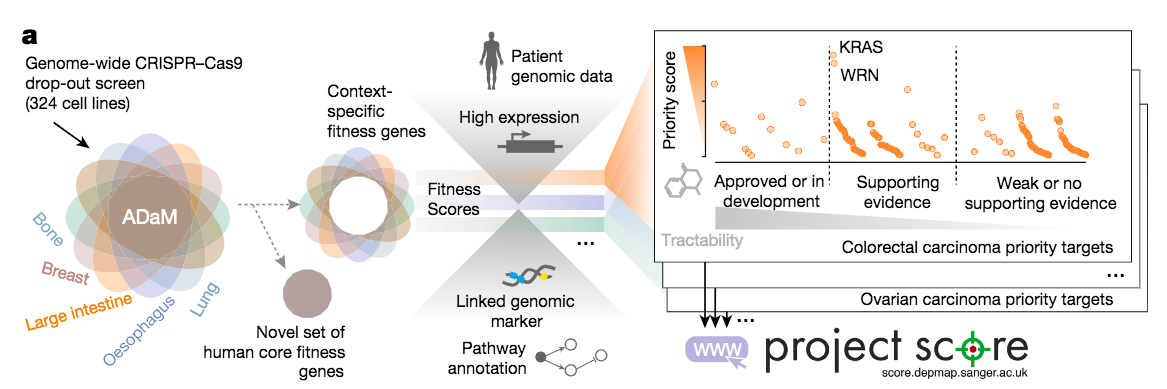 a
Genome-wide CRISPR–Cas9
drop-out screen
(324 cell lines)
ADaM
Bone
Breast
Large intestine
Oesophagus
Lung
Context-
specific
fitness genes
Novel set of
human core fitness
genes
Patient
genomic data
High expression
Fitness
Scores
...
Linked genomic
marker
Pathway
annotation
Priority score
KRAS
WRN
Approved or in
development
Supporting
evidence
Weak or no
supporting evidence
Tractability
Colorectal carcinoma priority targets
...
Ovarian carcinoma priority targets
...
www
project score
score.depmap.sanger.ac.uk